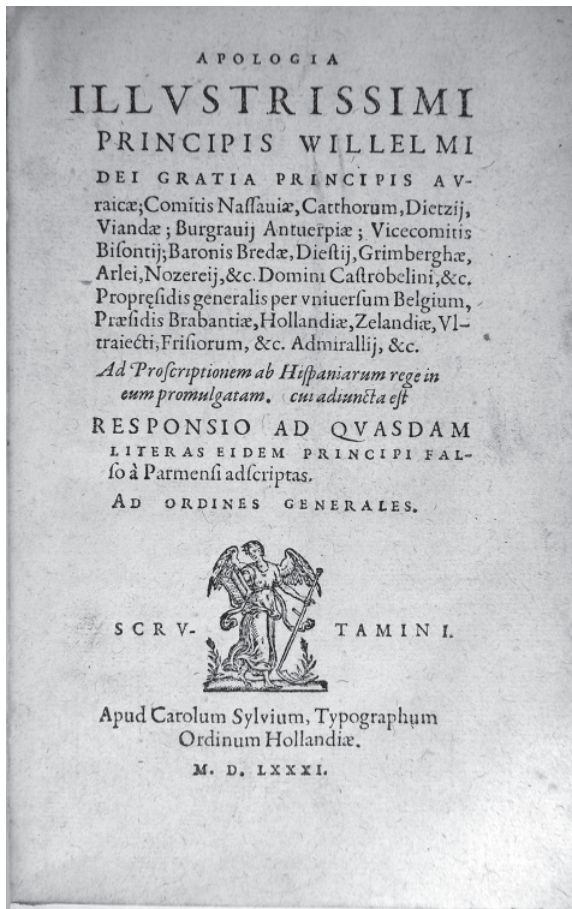 APOLOGIA
ILLVSTRISSIMI
PRINCIPIS WILLELMI
DEI GRATIA PRINCIPIS AV-
raicæ; Comitis Naſſauiæ, Catthorum, Dietzij,
Viandæ ; Burgrauij Antuerpiæ ; Vicecomitis
Biſontij; Baronis Bredæ, Dieſtij, Grimberghæ,
Arlei, Nozereij, &c. Domini Caſtrobelini, &c.
Propręſidis generalis per vniuerſum Belgium,
Præſidis Brabantiæ, Hollandiæ, Zelandiæ, Vl-
traiecti, Friſiorum, &c. Admirallij, &c.
Ad Proſcriptionem ab Hiſpaniarum rege in
eum promulgatam. cui adiuncta eſt
RESPONSIO AD QVASDAM
LITERAS EIDEM PRINCIPI FAL-
ſo à Parmenſi adſcriptas.
AD ORDINES GENERALES.
SCRV- TAMINI.
Apud Carolum Sylvium, Typographum
Ordinum Hollandiæ.
M. D. LXXXI.